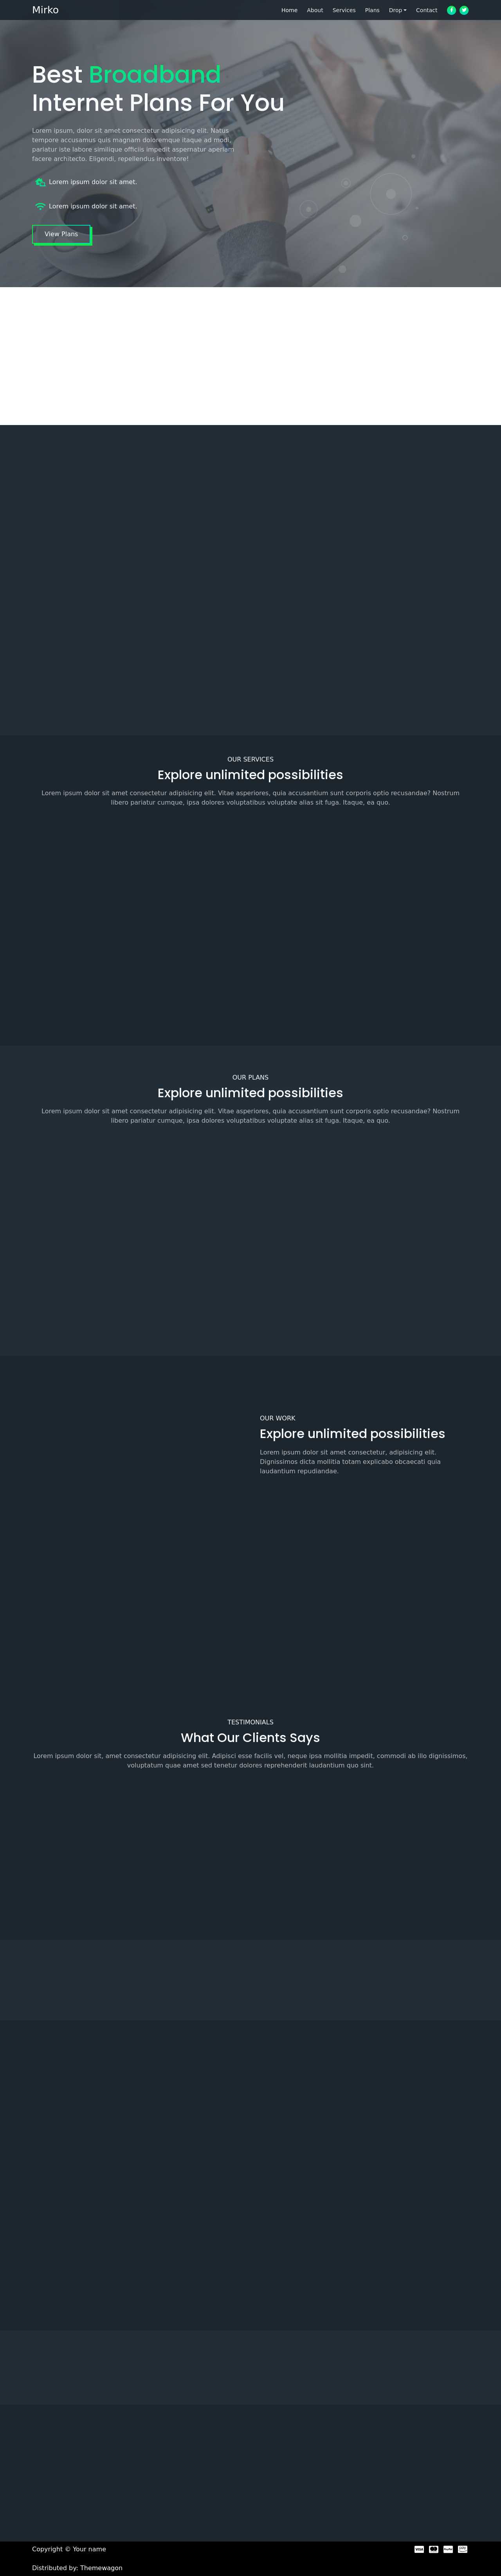 Mirko
Home About Services Plans Drop Contact
Best Broadband
Internet Plans For You
Lorem ipsum, dolor sit amet consectetur adipisicing elit. Natus
tempore accusamus quis magnam doloremque itaque ad modi,
pariatur iste labore similique officiis impedit aspernatur aperiam
facere architecto. Eligendi, repellendus inventore!
Lorem ipsum dolor sit amet.
Lorem ipsum dolor sit amet.
View Plans
OUR SERVICES
Explore unlimited possibilities
Lorem ipsum dolor sit amet consectetur adipisicing elit. Vitae asperiores, quia accusantium sunt corporis optio recusandae? Nostrum
libero pariatur cumque, ipsa dolores voluptatibus voluptate alias sit fuga. Itaque, ea quo.
OUR PLANS
Explore unlimited possibilities
Lorem ipsum dolor sit amet consectetur adipisicing elit. Vitae asperiores, quia accusantium sunt corporis optio recusandae? Nostrum
libero pariatur cumque, ipsa dolores voluptatibus voluptate alias sit fuga. Itaque, ea quo.
OUR WORK
Explore unlimited possibilities
Lorem ipsum dolor sit amet consectetur, adipisicing elit.
Dignissimos dicta mollitia totam explicabo obcaecati quia
laudantium repudiandae.
TESTIMONIALS
What Our Clients Says
Lorem ipsum dolor sit, amet consectetur adipisicing elit. Adipisci esse facilis vel, neque ipsa mollitia impedit, commodi ab illo dignissimos,
voluptatum quae amet sed tenetur dolores reprehenderit laudantium quo sint.
Copyright © Your name
Distributed by: Themewagon